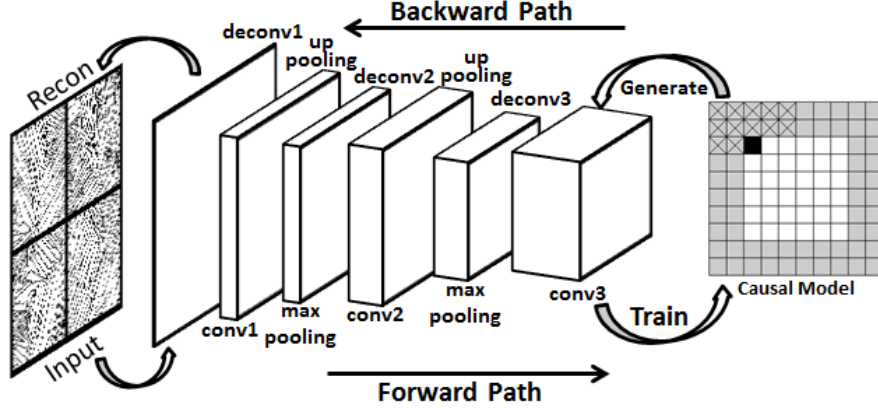 Backward Path
deconv1
up
pooling
deconv2
up
pooling
deconv3
Generate
Recon
Input
conv1
max
pooling
conv2
max
pooling
conv3
Train
Causal Model
Forward Path